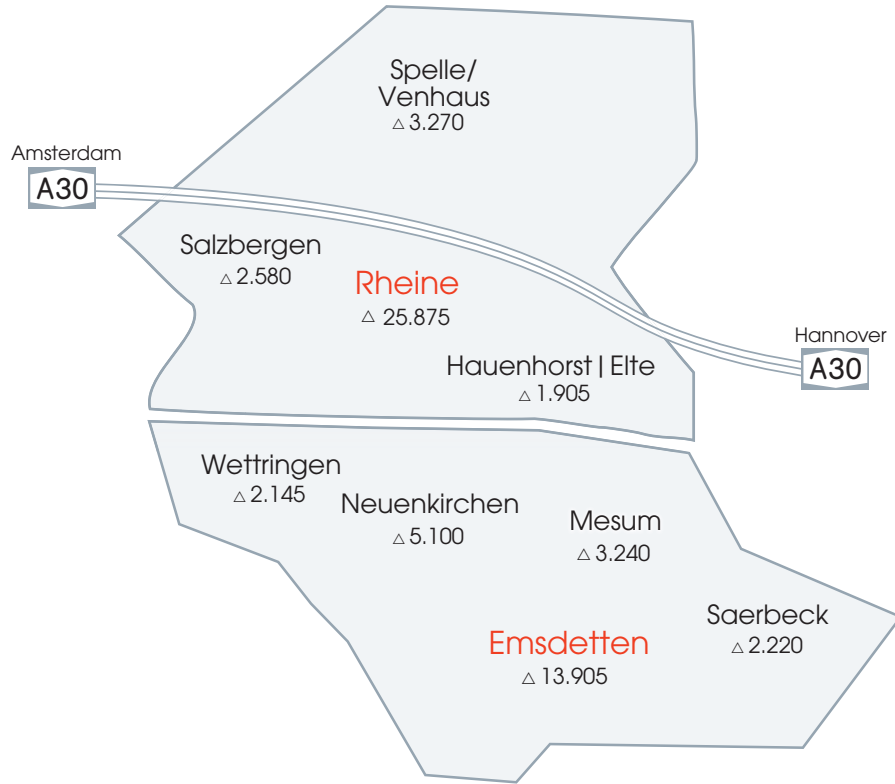 Spelle/
Venhaus
△ 3.270
Amsterdam
A30
Salzbergen
△ 2.580
Rheine
△ 25.875
Hannover
A30
Hauenhorst | Elte
△ 1.905
Wettringen
△ 2.145
Neuenkirchen
△ 5.100
Mesum
△ 3.240
Saerbeck
△ 2.220
Emsdetten
△ 13.905